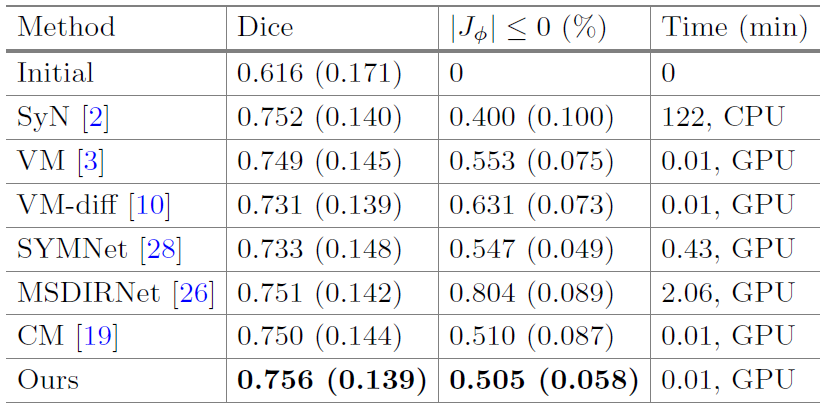 Method Dice |Jϕ| ≤ 0 (%) Time (min)
Initial 0.616 (0.171) 0 0
SyN [2] 0.752 (0.140) 0.400 (0.100) 122, CPU
VM [3] 0.749 (0.145) 0.553 (0.075) 0.01, GPU
VM-diff [10] 0.731 (0.139) 0.631 (0.073) 0.01, GPU
SYMNet [28] 0.733 (0.148) 0.547 (0.049) 0.43, GPU
MSDIRNet [26] 0.751 (0.142) 0.804 (0.089) 2.06, GPU
CM [19] 0.750 (0.144) 0.510 (0.087) 0.01, GPU
Ours 0.756 (0.139) 0.505 (0.058) 0.01, GPU